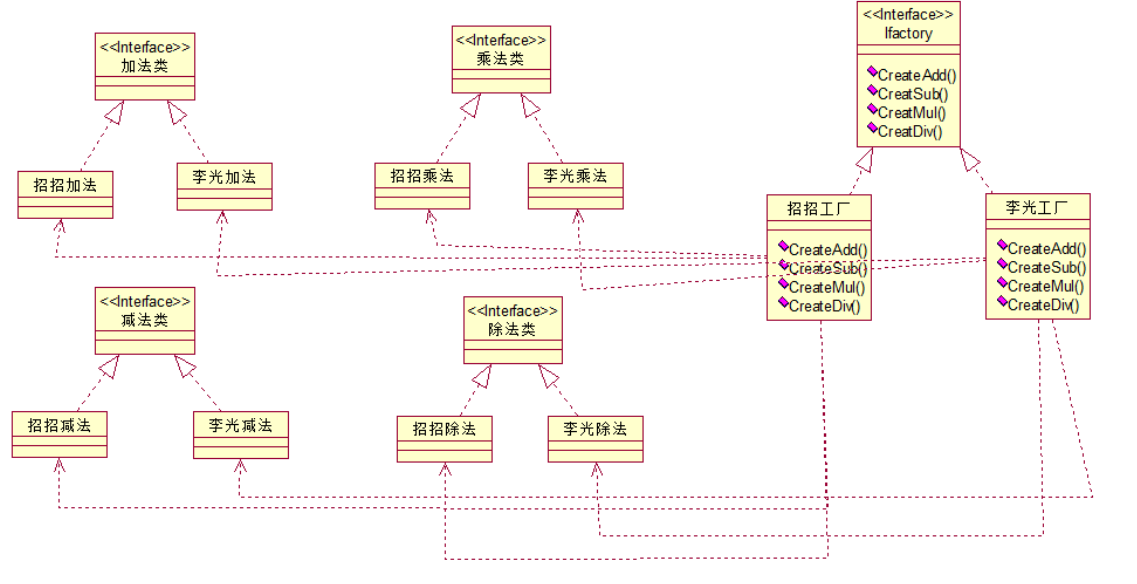 <<Interface>>
加法类
招招加法
李光加法
<<Interface>>
乘法类
招招乘法
李光乘法
<<Interface>>
Ifactory
CreateAdd()
CreatSub()
CreatMul()
CreatDiv()
招招工厂
CreateAdd()
CreateSub()
CreateMul()
CreateDiv()
李光工厂
CreateAdd()
CreateSub()
CreateMul()
CreateDiv()
<<Interface>>
减法类
招招减法
李光减法
<<Interface>>
除法类
招招除法
李光除法